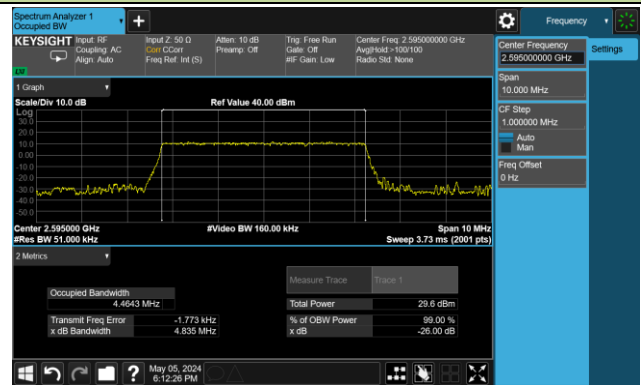 Spectrum Analyzer 1
Occupied BW
+
Frequency
KEYSIGHT
Input: RF
Coupling: AC
Align: Auto
Input Z: 50 Ω
Corr CCorr
Freq Ref: Int (S)
Atten: 10 dB
Preamp: Off
Trig: Free Run
Gate: Off
#IF Gain: Low
Center Freq: 2.595000000 GHz
Avg|Hold:>100/100
Radio Std: None
LU
Center Frequency
2.595000000 GHz
Settings
Span
10.000 MHz
CF Step
1.000000 MHz
Auto
Man
Freq Offset
0 Hz
1 Graph
Scale/Div 10.0 dB
Ref Value 40.00 dBm
Log
30.0
20.0
10.0
0.00
-10.0
-20.0
-30.0
-40.0
-50.0
Center 2.595000 GHz
#Video BW 160.00 kHz
Span 10 MHz
#Res BW 51.000 kHz
Sweep 3.73 ms (2001 pts)
2 Metrics
Measure Trace
Trace 1
Occupied Bandwidth
4.4643 MHz
Total Power
29.6 dBm
Transmit Freq Error
-1.773 kHz
% of OBW Power
99.00 %
x dB Bandwidth
4.835 MHz
x dB
-26.00 dB
?
May 05, 2024
6:12:26 PM